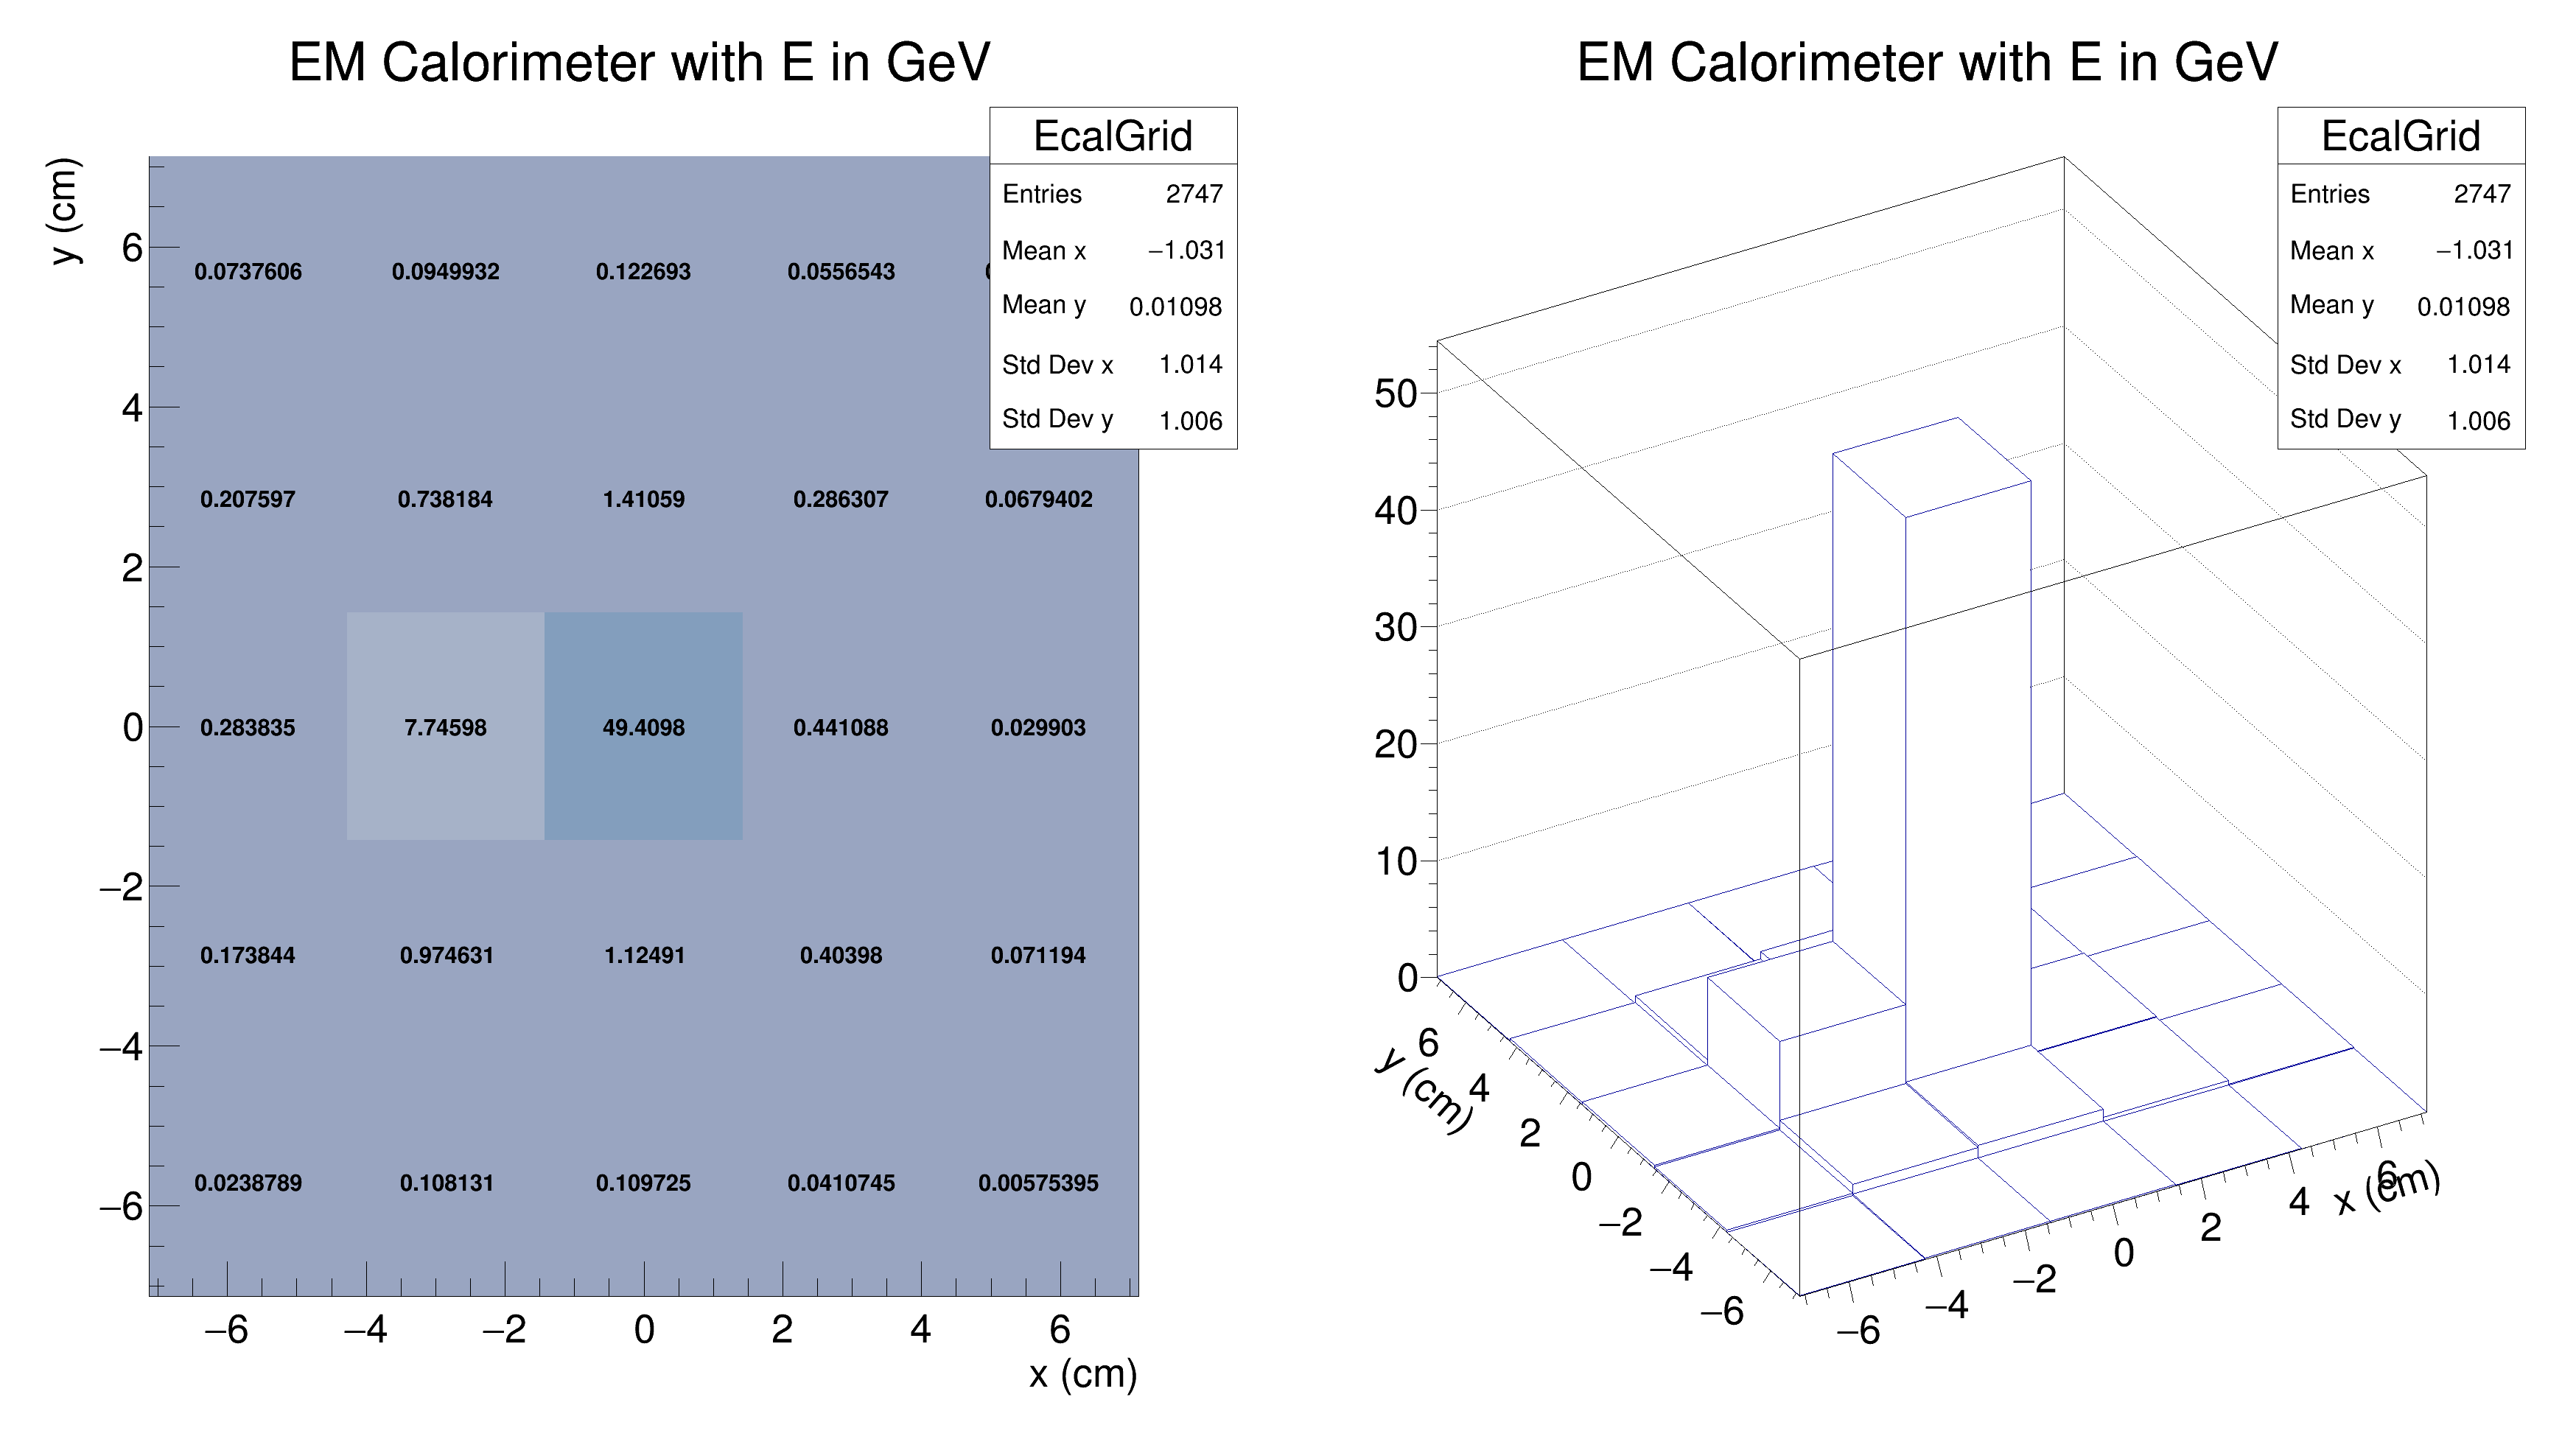 EM Calorimeter with E in GeV
EcalGrid
Entries 2747
Mean x −1.031
Mean y 0.01098
Std Dev x 1.014
Std Dev y 1.006
y (cm)
6
4
2
0
−2
−4
−6
0.0737606 0.0949932 0.122693 0.0556543
0.207597 0.738184 1.41059 0.286307 0.0679402
0.283835 7.74598 49.4098 0.441088 0.029903
0.173844 0.974631 1.12491 0.40398 0.071194
0.0238789 0.108131 0.109725 0.0410745 0.00575395
−6 −4 −2 0 2 4 6
x (cm)
EM Calorimeter with E in GeV
EcalGrid
Entries 2747
Mean x −1.031
Mean y 0.01098
Std Dev x 1.014
Std Dev y 1.006
50
40
30
20
10
0
6
4
2
0
−2
−4
−6
y (cm)
−6
−4
−2
0
2
4
6
x (cm)